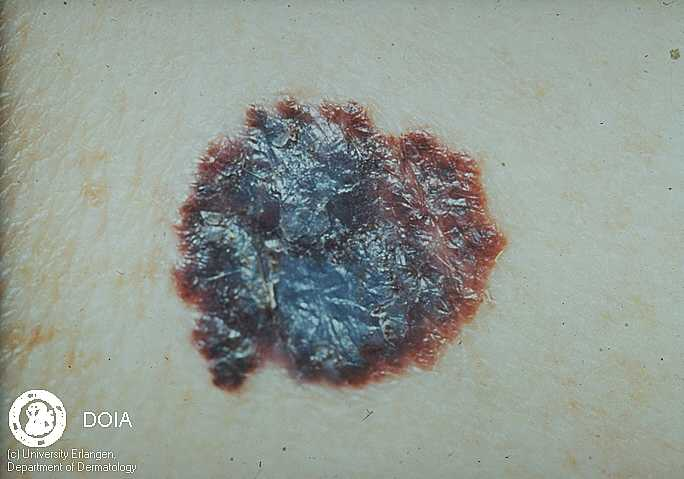 DOIA
(c) University Erlangen,
Department of Dermatology